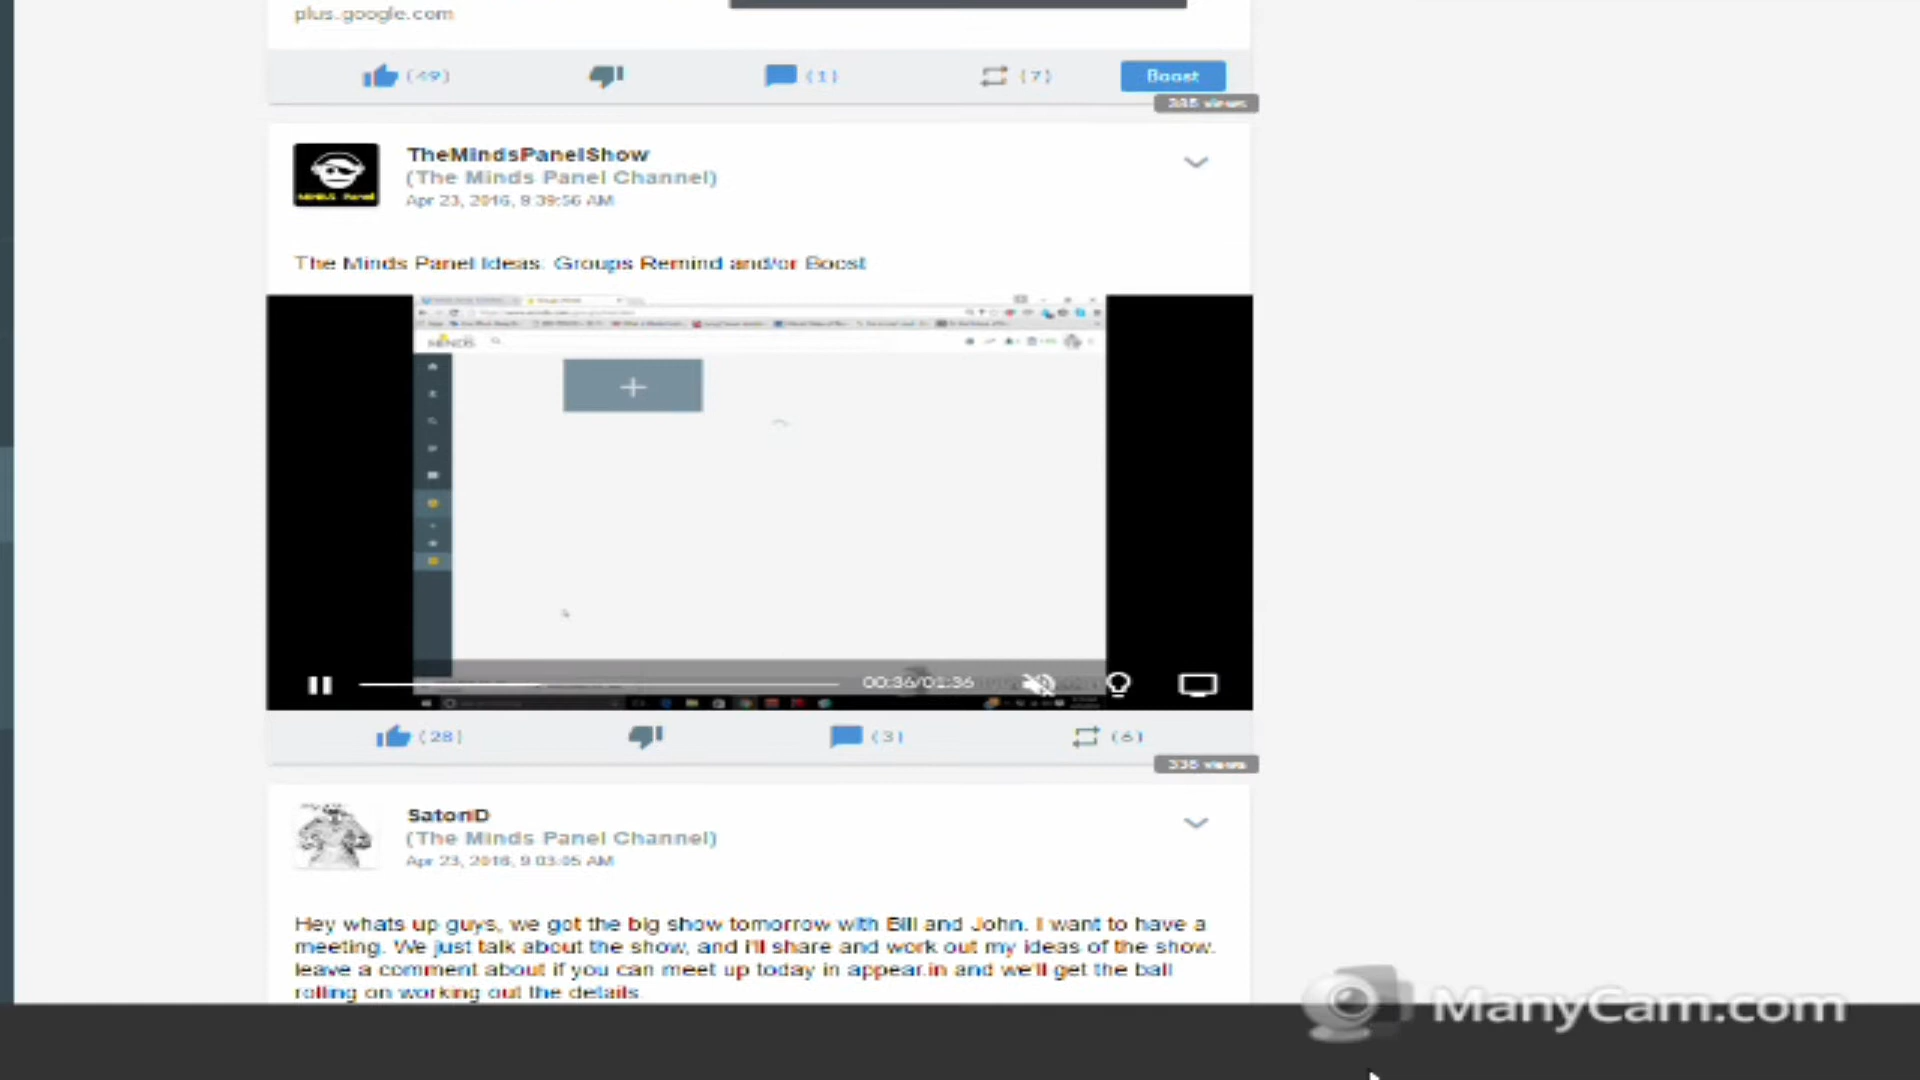 plus.google.com
(49) (1) (7) Boost
views
TheMindsPanelShow
(The Minds Panel Channel)
Apr 23, 2016, 9:39:56 AM
The Minds Panel Ideas. Groups Remind and/or Boost
MINDS
00:36/01:36
(28) (3) (6)
336 views
SatoriD
(The Minds Panel Channel)
Apr 23, 2016, 9:03:05 AM
Hey whats up guys, we got the big show tomorrow with Bill and John. I want to have a
meeting. We just talk about the show, and i'll share and work out my ideas of the show.
leave a comment about if you can meet up today in appear.in and we'll get the ball
rolling on working out the details
ManyCam.com